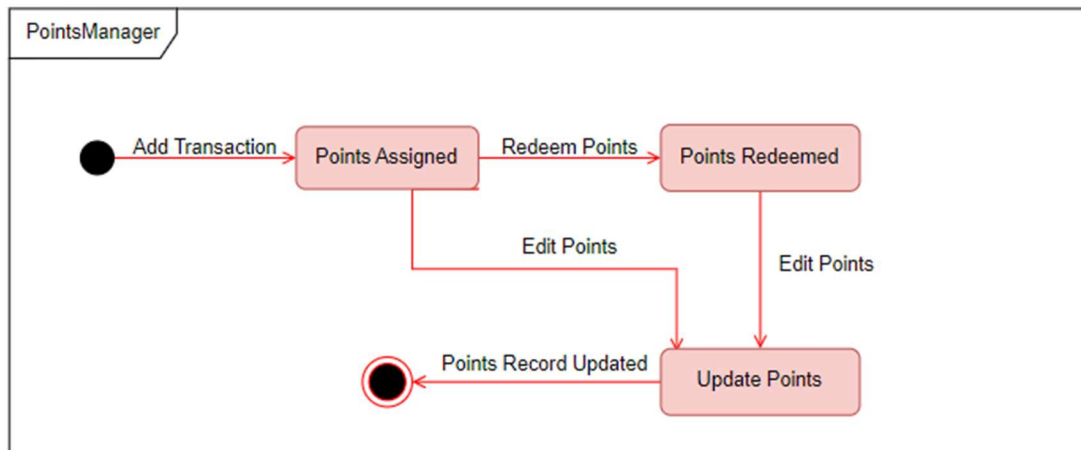 PointsManager
Add Transaction
Points Assigned
Redeem Points
Points Redeemed
Edit Points
Edit Points
Points Record Updated
Update Points